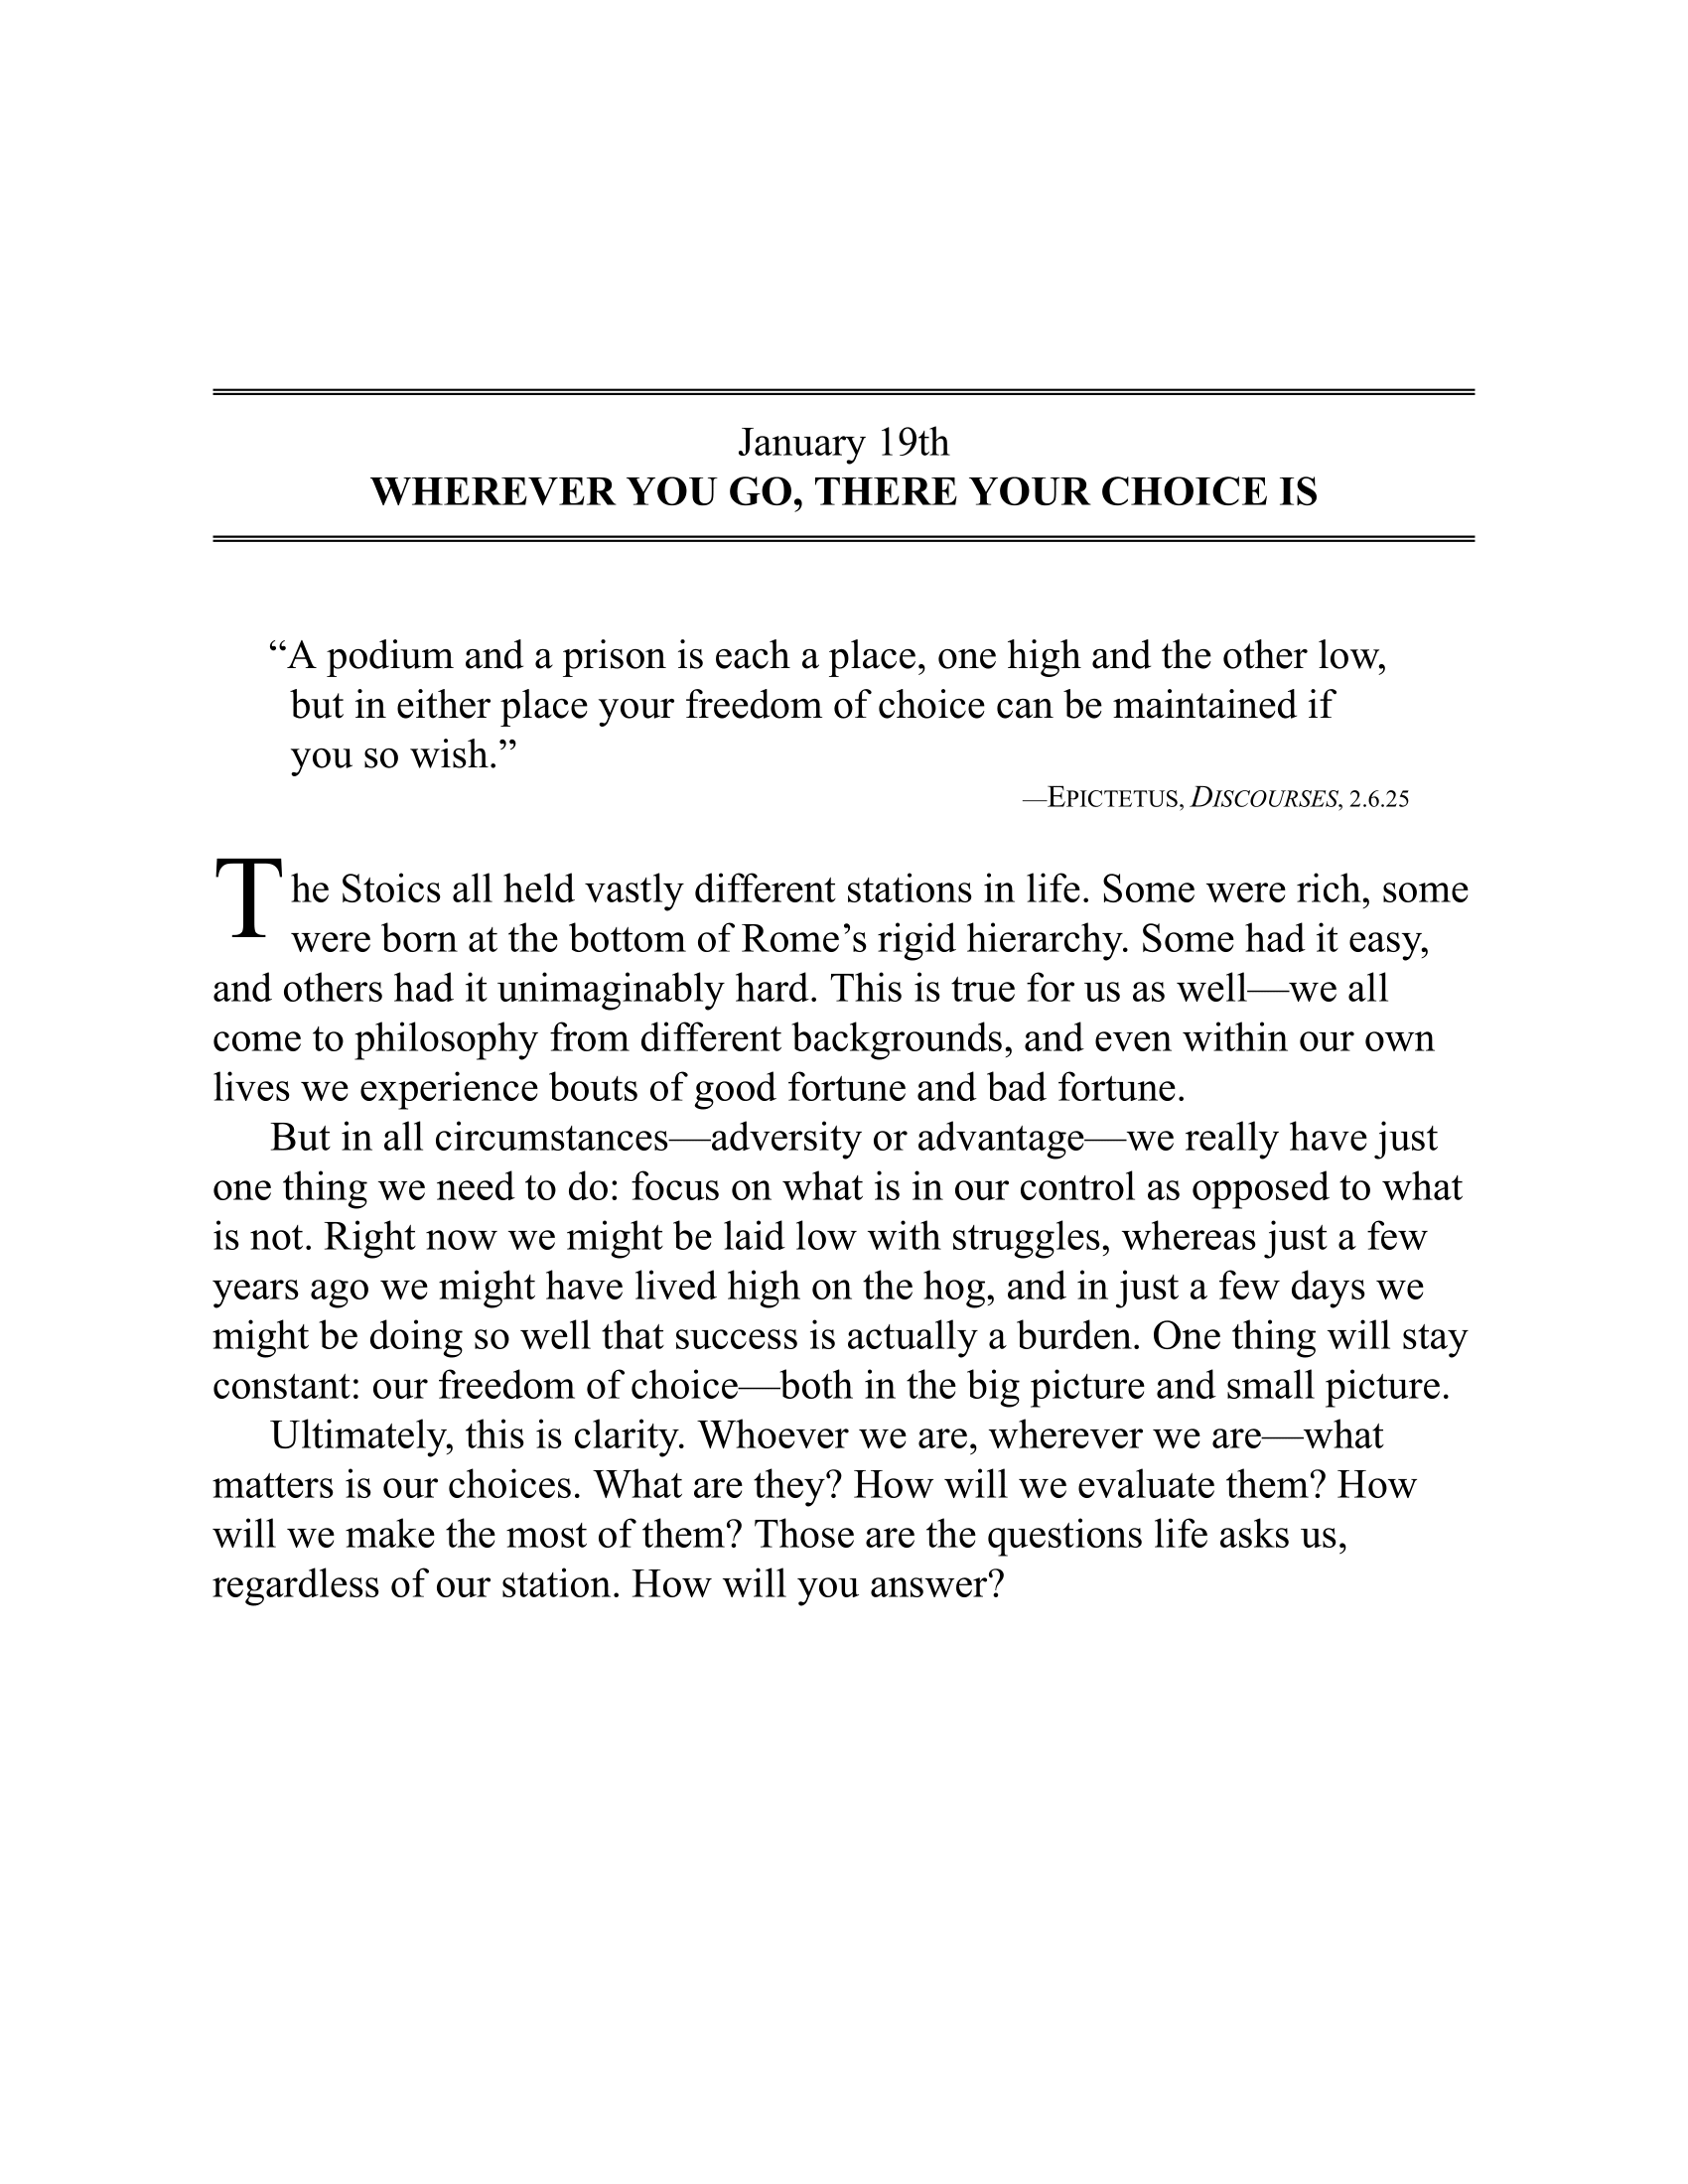 January 19th
WHEREVER YOU GO, THERE YOUR CHOICE IS
“A podium and a prison is each a place, one high and the other low,
but in either place your freedom of choice can be maintained if
you so wish.”
—EPICTETUS, DISCOURSES, 2.6.25
The Stoics all held vastly different stations in life. Some were rich, some
were born at the bottom of Rome’s rigid hierarchy. Some had it easy,
and others had it unimaginably hard. This is true for us as well—we all
come to philosophy from different backgrounds, and even within our own
lives we experience bouts of good fortune and bad fortune.
But in all circumstances—adversity or advantage—we really have just
one thing we need to do: focus on what is in our control as opposed to what
is not. Right now we might be laid low with struggles, whereas just a few
years ago we might have lived high on the hog, and in just a few days we
might be doing so well that success is actually a burden. One thing will stay
constant: our freedom of choice—both in the big picture and small picture.
Ultimately, this is clarity. Whoever we are, wherever we are—what
matters is our choices. What are they? How will we evaluate them? How
will we make the most of them? Those are the questions life asks us,
regardless of our station. How will you answer?